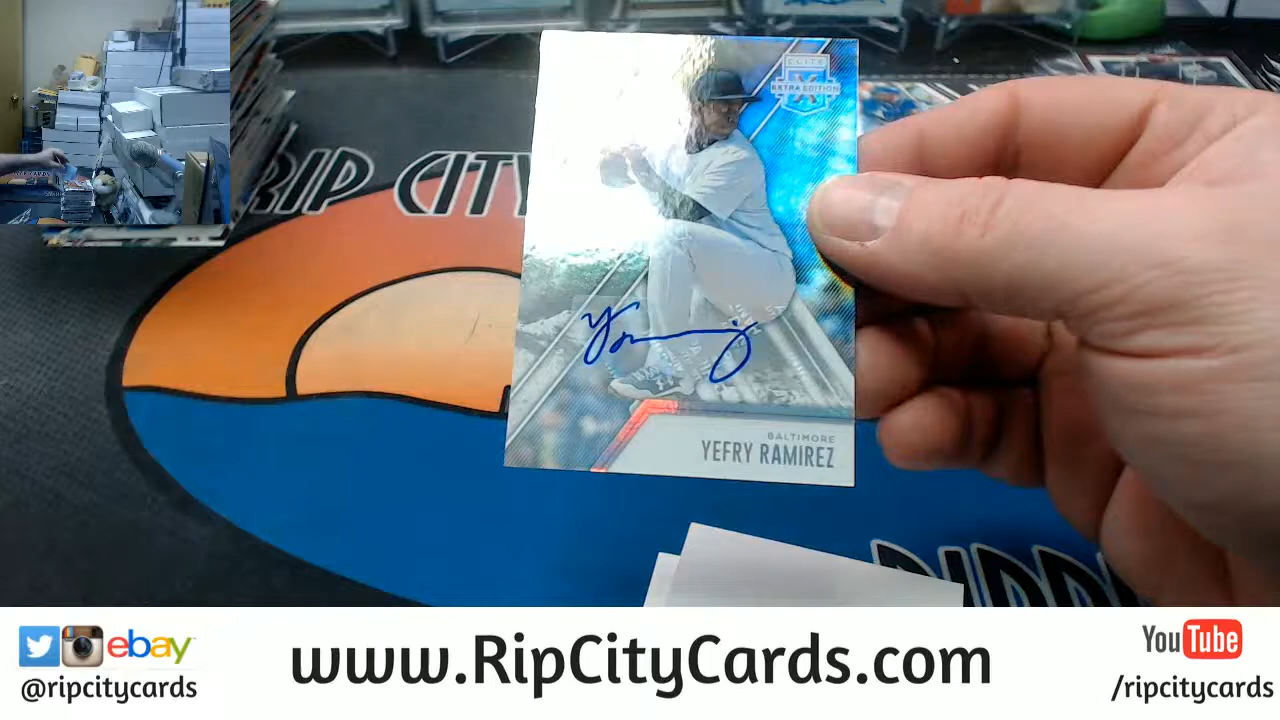 RIP CITY
ELITE
EXTRA EDITION
BALTIMORE
YEFRY RAMIREZ
ebay
@ripcitycards
www.RipCityCards.com
YouTube
/ripcitycards